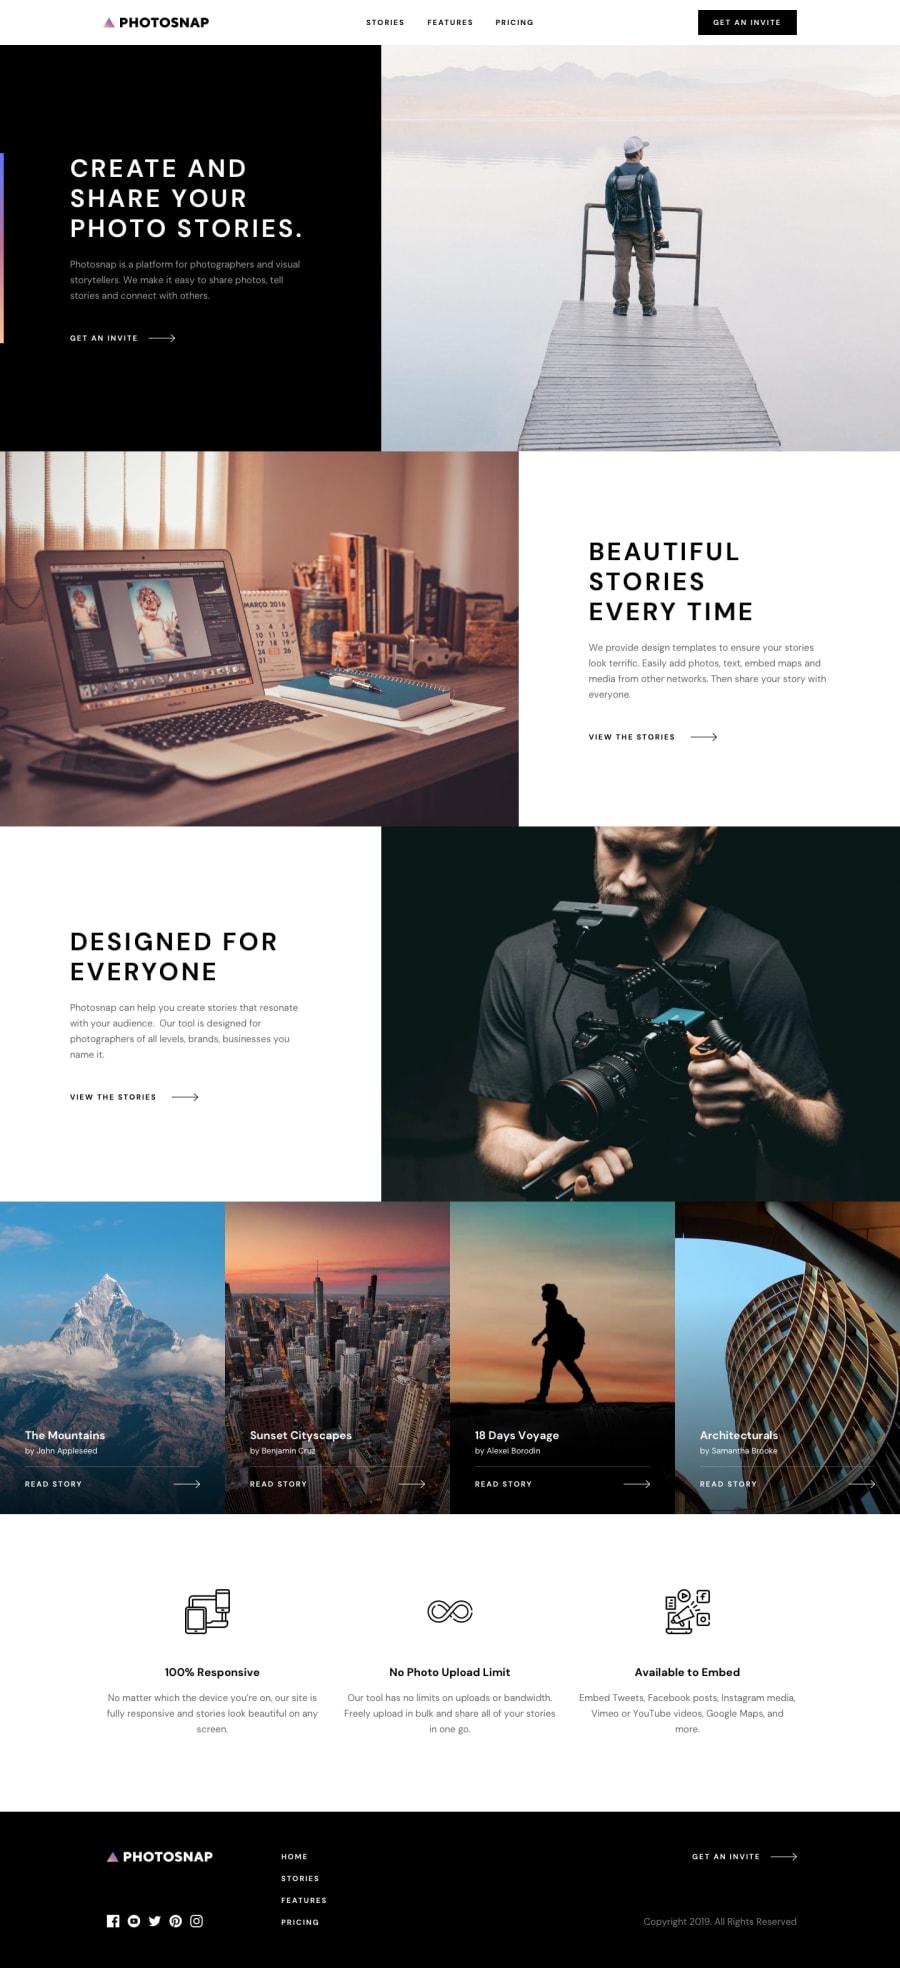 PHOTOSNAP
STORIES FEATURES PRICING
GET AN INVITE
CREATE AND
SHARE YOUR
PHOTO STORIES.
Photosnap is a platform for photographers and visual
storytellers. We make it easy to share photos, tell
stories and connect with others.
GET AN INVITE
MARÇO 2016
BEAUTIFUL
STORIES
EVERY TIME
We provide design templates to ensure your stories
look terrific. Easily add photos, text, embed maps and
media from other networks. Then share your story with
everyone.
VIEW THE STORIES
DESIGNED FOR
EVERYONE
Photosnap can help you create stories that resonate
with your audience.  Our tool is designed for
photographers of all levels, brands, businesses you
name it.
VIEW THE STORIES
The Mountains
by John Appleseed
READ STORY
Sunset Cityscapes
by Benjamin Cruz
READ STORY
18 Days Voyage
by Alexei Borodin
READ STORY
Architecturals
by Samantha Brooke
READ STORY
100% Responsive
No matter which the device you're on, our site is
fully responsive and stories look beautiful on any
screen.
No Photo Upload Limit
Our tool has no limits on uploads or bandwidth.
Freely upload in bulk and share all of your stories
in one go.
Available to Embed
Embed Tweets, Facebook posts, Instagram media,
Vimeo or YouTube videos, Google Maps, and
more.
PHOTOSNAP
HOME
STORIES
FEATURES
PRICING
GET AN INVITE
Copyright 2019. All Rights Reserved